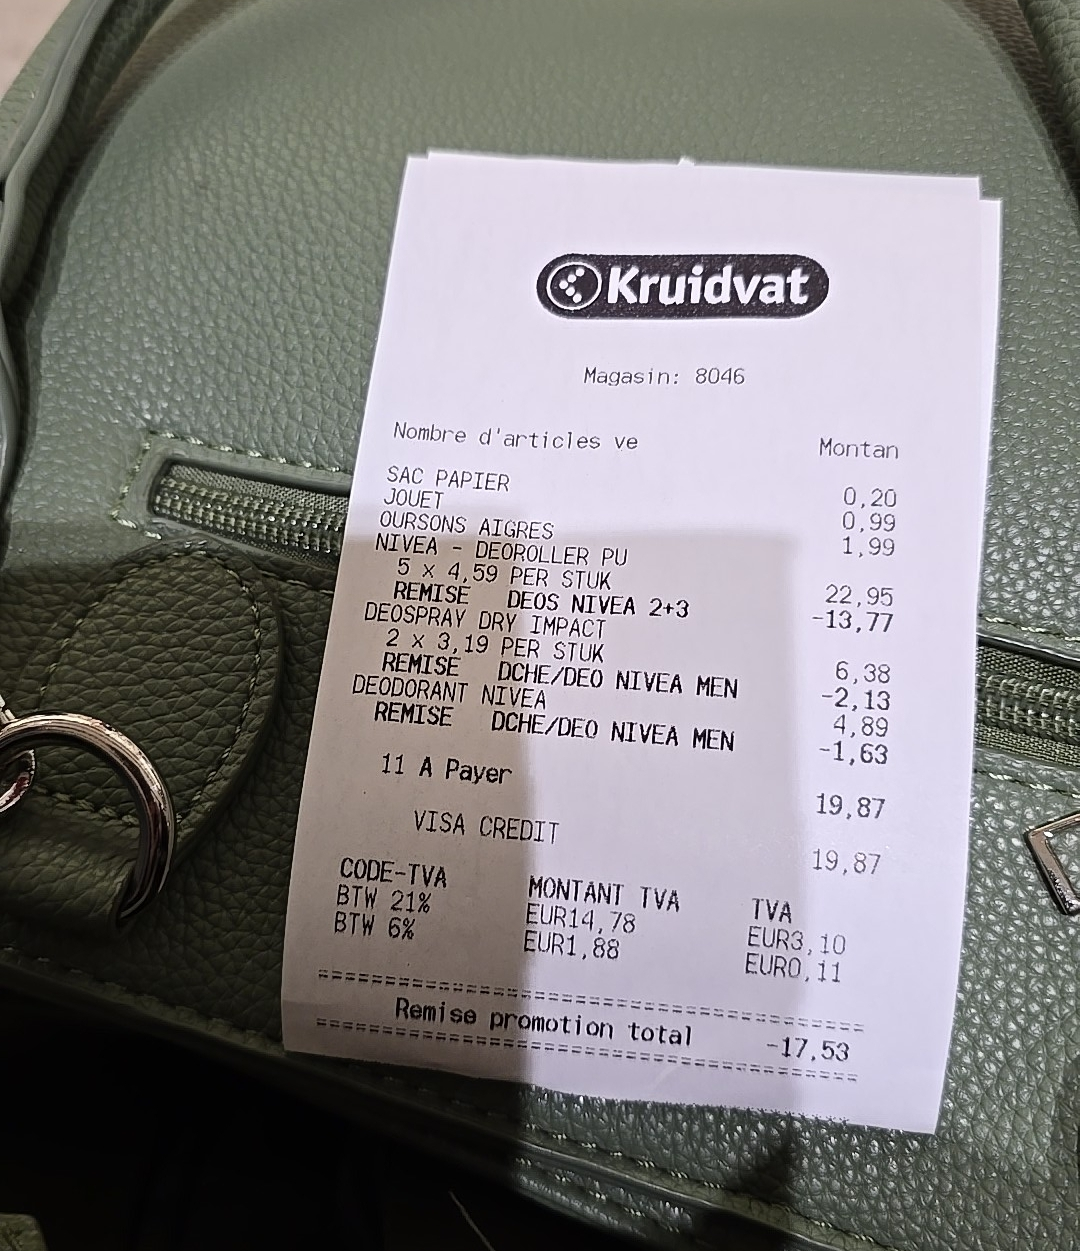 Kruidvat
Magasin: 8046
Nombre d'articles ve Montan
SAC PAPIER 0,20
JOUET 0,99
OURSONS AIGRES 1,99
NIVEA - DEOROLLER PU
5 x 4,59 PER STUK 22,95
REMISE DEOS NIVEA 2+3 -13,77
DEOSPRAY DRY IMPACT
2 x 3,19 PER STUK 6,38
REMISE DCHE/DEO NIVEA MEN -2,13
DEODORANT NIVEA 4,89
REMISE DCHE/DEO NIVEA MEN -1,63
11 A Payer 19,87
VISA CREDIT 19,87
CODE-TVA MONTANT TVA TVA
BTW 21% EUR14,78 EUR3,10
BTW 6% EUR1,88 EUR0,11
Remise promotion total -17,53